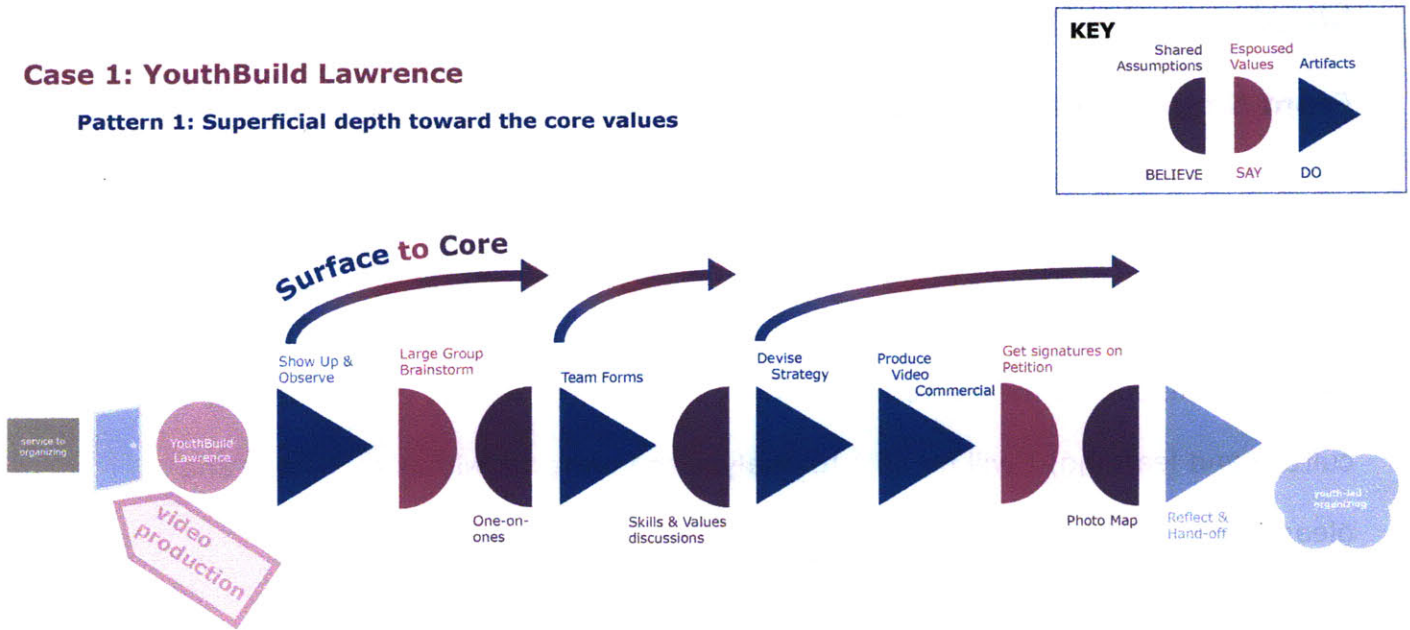 KEY
Shared
Assumptions
Espoused
Values
Artifacts
BELIEVE
SAY
DO
Case 1: YouthBuild Lawrence
Pattern 1: Superficial depth toward the core values
Surface to Core
Show Up &
Observe
Large Group
Brainstorm
One-on-
ones
Team Forms
Skills & Values
discussions
Devise
Strategy
Produce
Video
Commercial
Get signatures on
Petition
Photo Map
Reflect &
Hand-off
service to
organizing
YouthBuild
Lawrence
video
production
youth-led
organizing